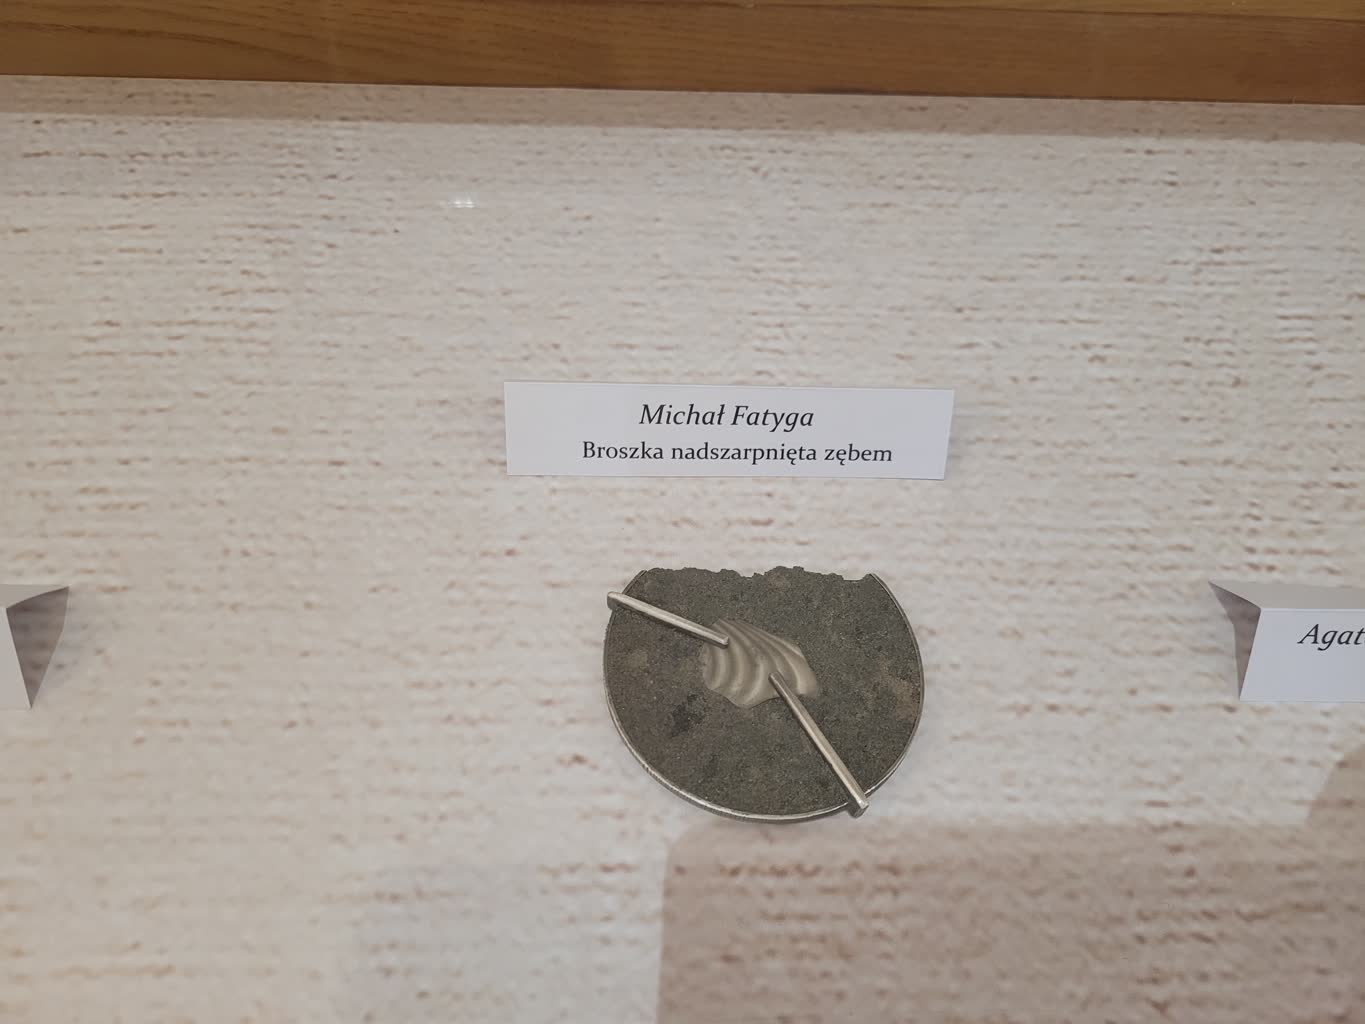 Michał Fatyga
Broszka nadszarpnięta zębem